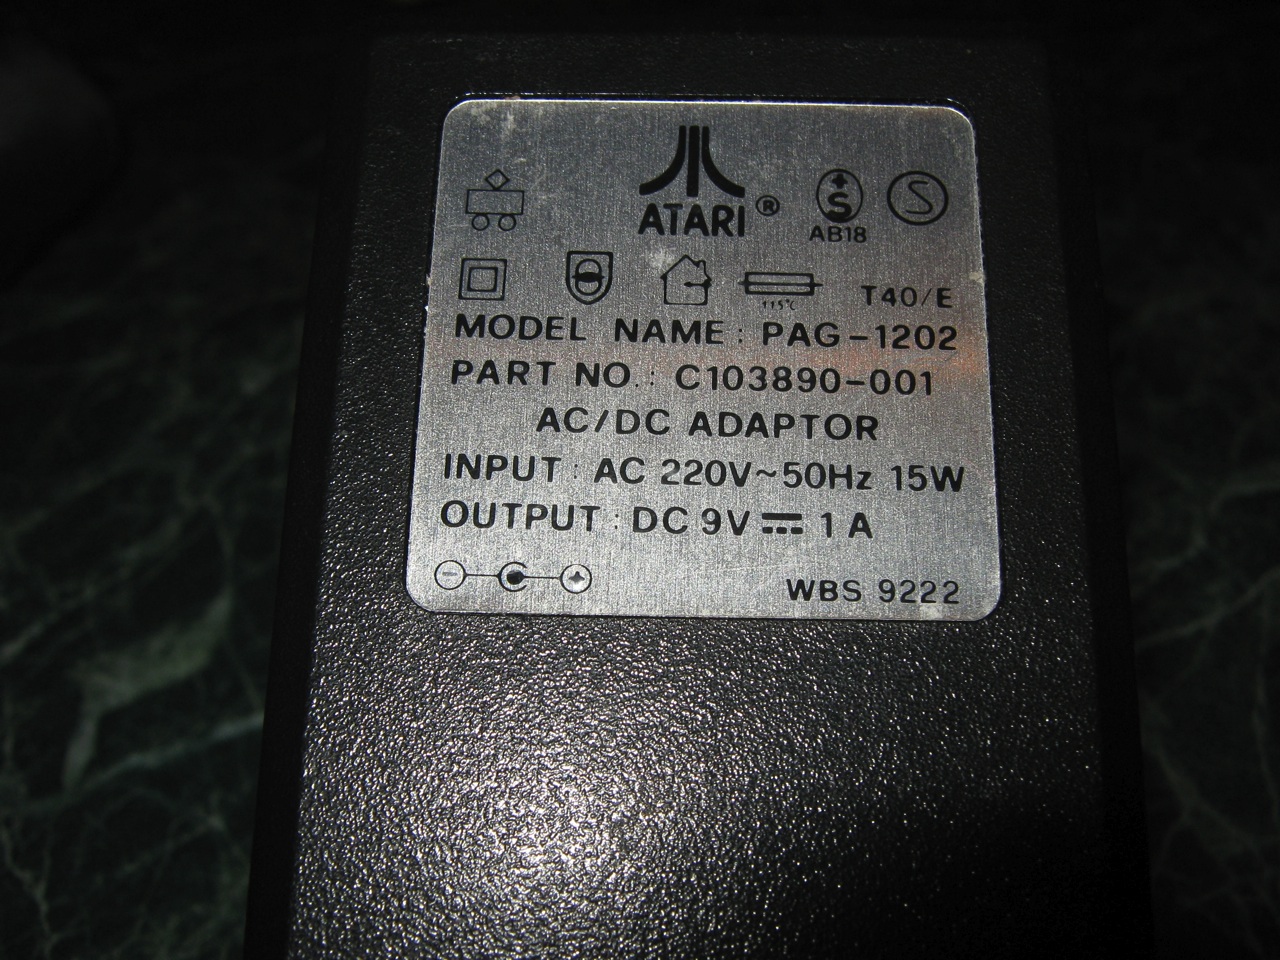 ATARI®
S
S
AB18
115°C
T40/E
MODEL NAME: PAG-1202
PART NO.: C103890-001
AC/DC ADAPTOR
INPUT: AC 220V~50Hz 15W
OUTPUT: DC 9V⎓1A
WBS 9222